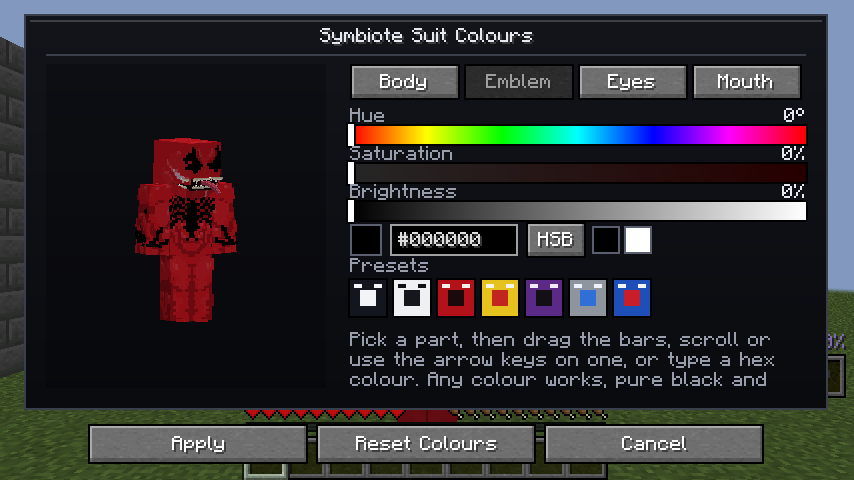 Symbiote Suit Colours
Body Emblem Eyes Mouth
Hue 0°
Saturation 0%
Brightness 0%
#000000 HSB
Presets
Pick a part, then drag the bars, scroll or
use the arrow keys on one, or type a hex
colour. Any colour works, pure black and
0%
Apply Reset Colours Cancel